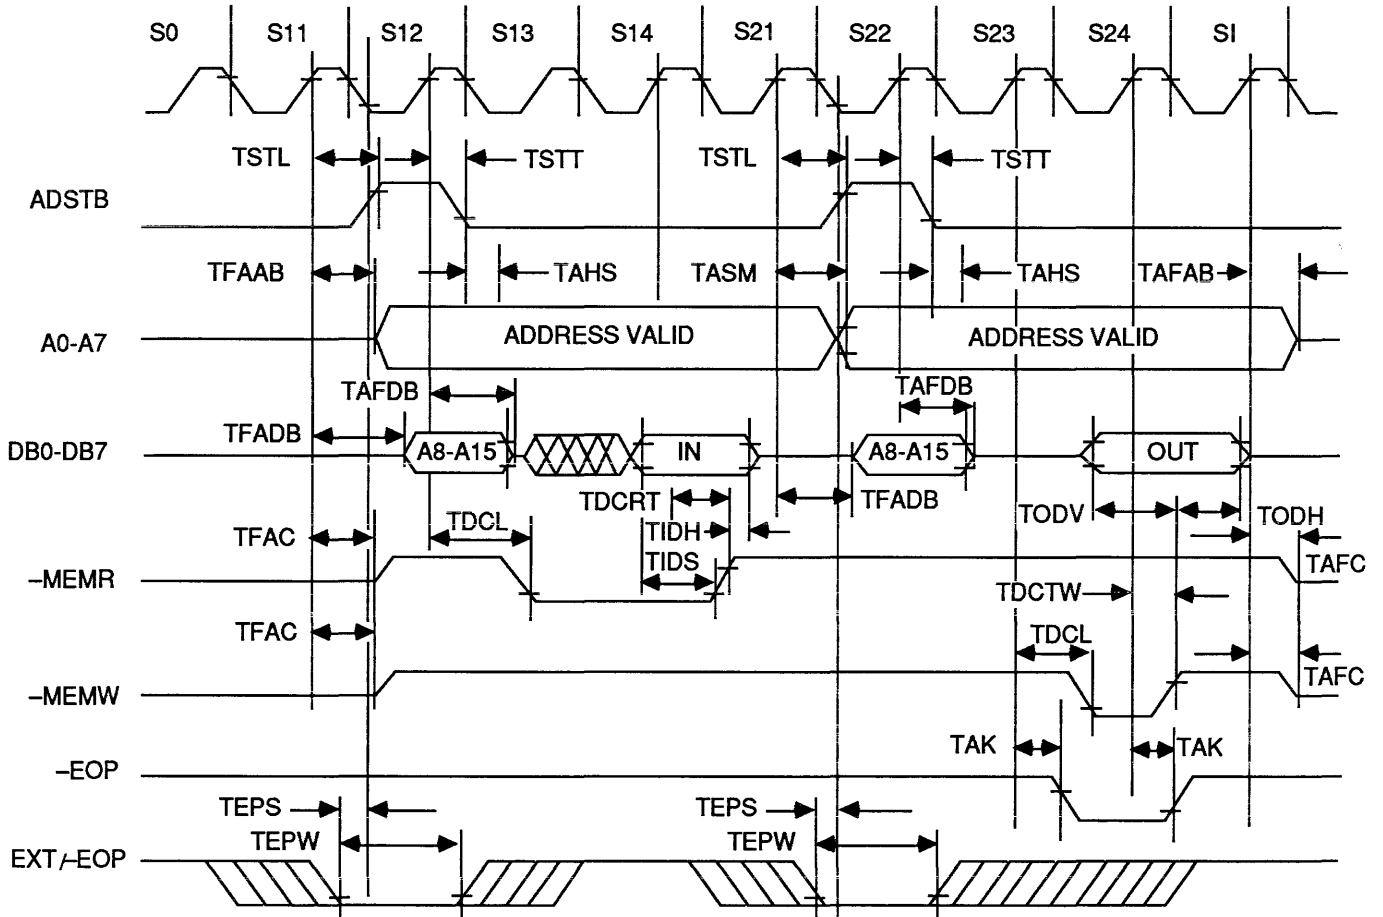 S0 S11 S12 S13 S14 S21 S22 S23 S24 SI
TSTL TSTT TSTL TSTT
ADSTB
TFAAB TAHS TASM TAHS TAFAB
A0-A7 ADDRESS VALID ADDRESS VALID
TAFDB TAFDB
TFADB
DB0-DB7 A8-A15 IN A8-A15 OUT
TDCRT TFADB
TDCL TODV TODH
TFAC TIDH
TIDS
–MEMR TAFC
TDCTW
TFAC TDCL
–MEMW TAFC
TAK TAK
–EOP
TEPS TEPS
TEPW TEPW
EXT/–EOP